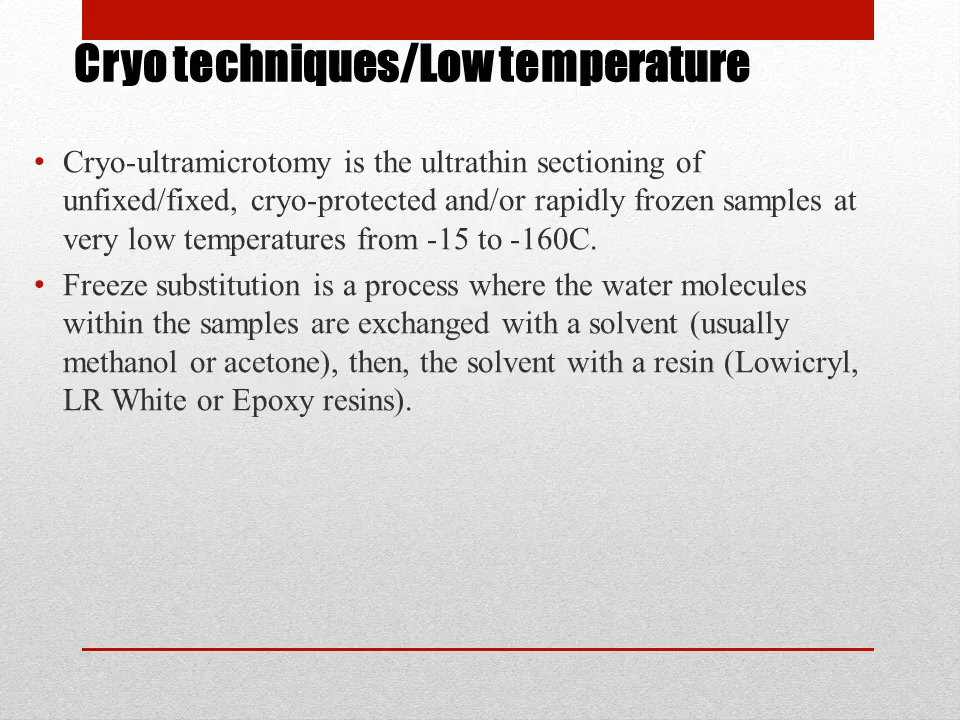 Cryo techniques/Low temperature
• Cryo-ultramicrotomy is the ultrathin sectioning of
unfixed/fixed, cryo-protected and/or rapidly frozen samples at
very low temperatures from -15 to -160C.
• Freeze substitution is a process where the water molecules
within the samples are exchanged with a solvent (usually
methanol or acetone), then, the solvent with a resin (Lowicryl,
LR White or Epoxy resins).